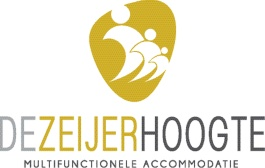 DEZEIJERHOOGTE
MULTIFUNCTIONELE ACCOMMODATIE